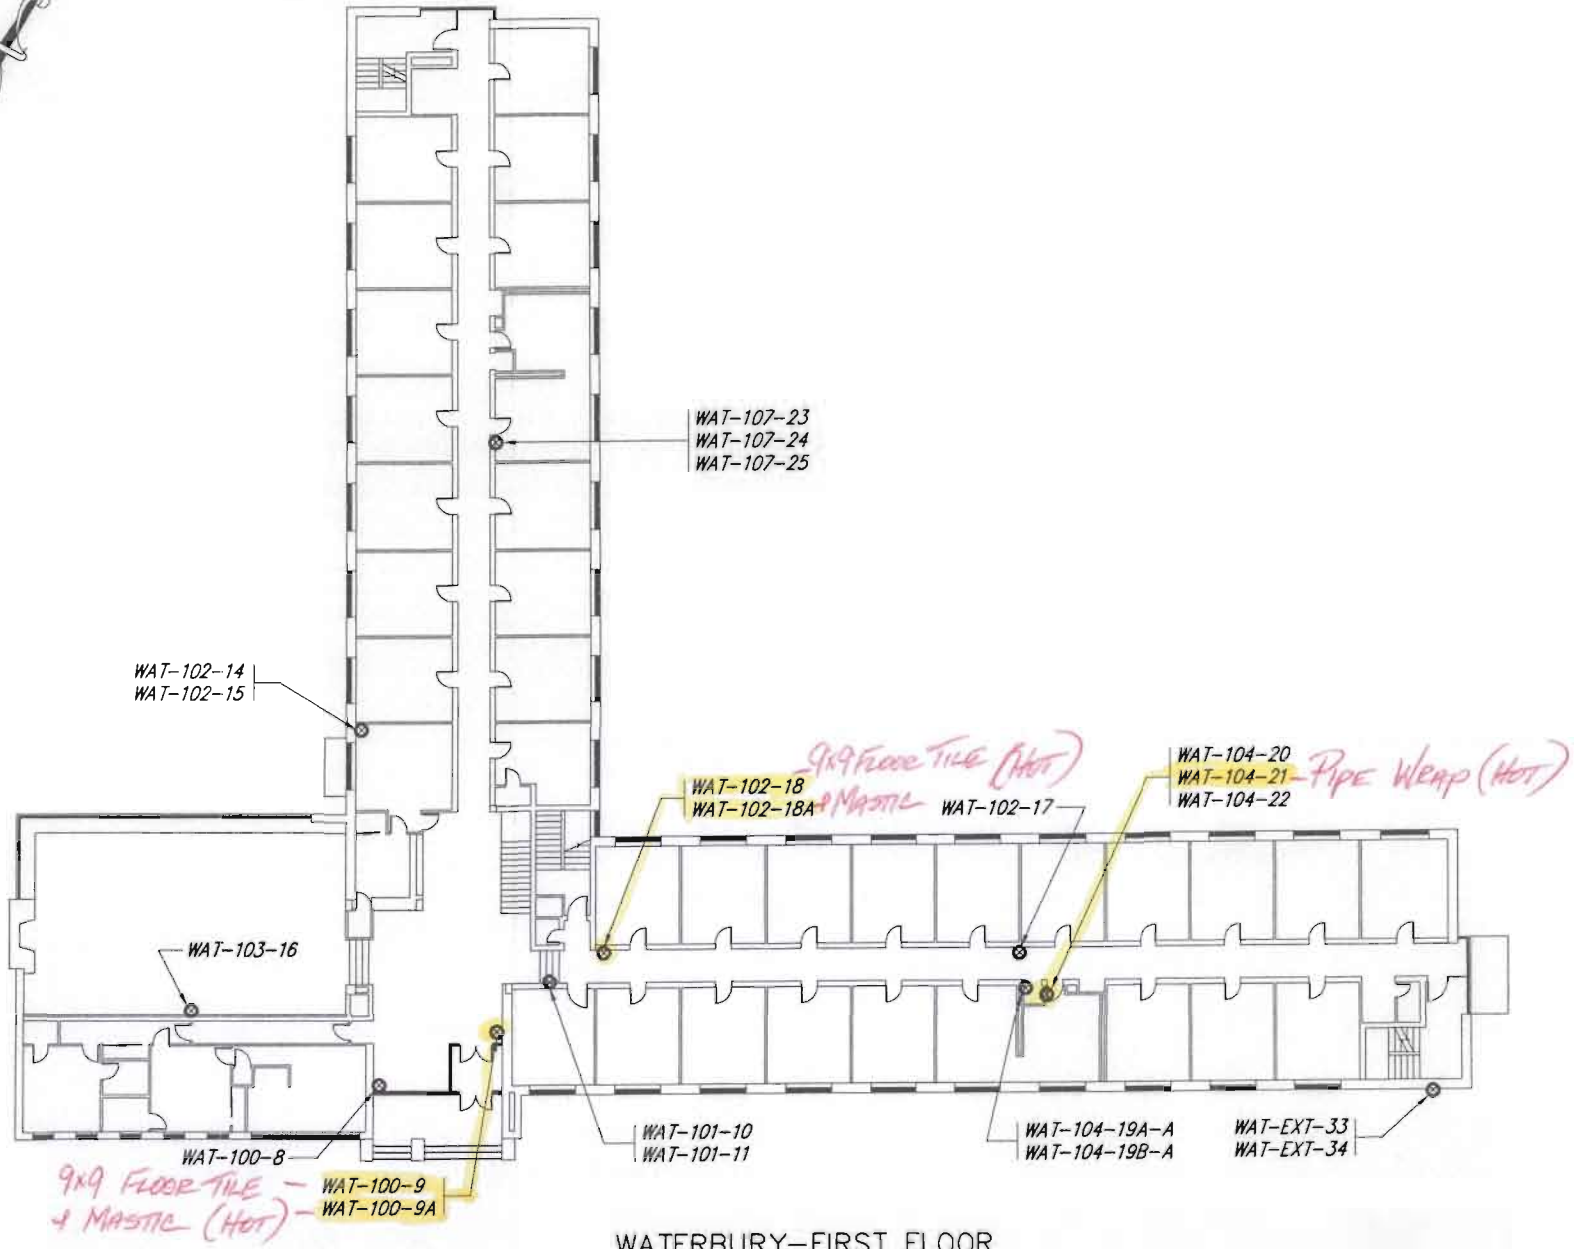 WAT-107-23
WAT-107-24
WAT-107-25
WAT-102-14
WAT-102-15
WAT-102-18 - 9x9 FLOOR TILE (HOT)
WAT-102-18A + MASTIC
WAT-102-17
WAT-104-20
WAT-104-21 - PIPE WRAP (HOT)
WAT-104-22
WAT-103-16
WAT-101-10
WAT-101-11
WAT-104-19A-A
WAT-104-19B-A
WAT-EXT-33
WAT-EXT-34
WAT-100-8
9x9 FLOOR TILE - WAT-100-9
+ MASTIC (HOT) - WAT-100-9A
WATERBURY-FIRST FLOOR